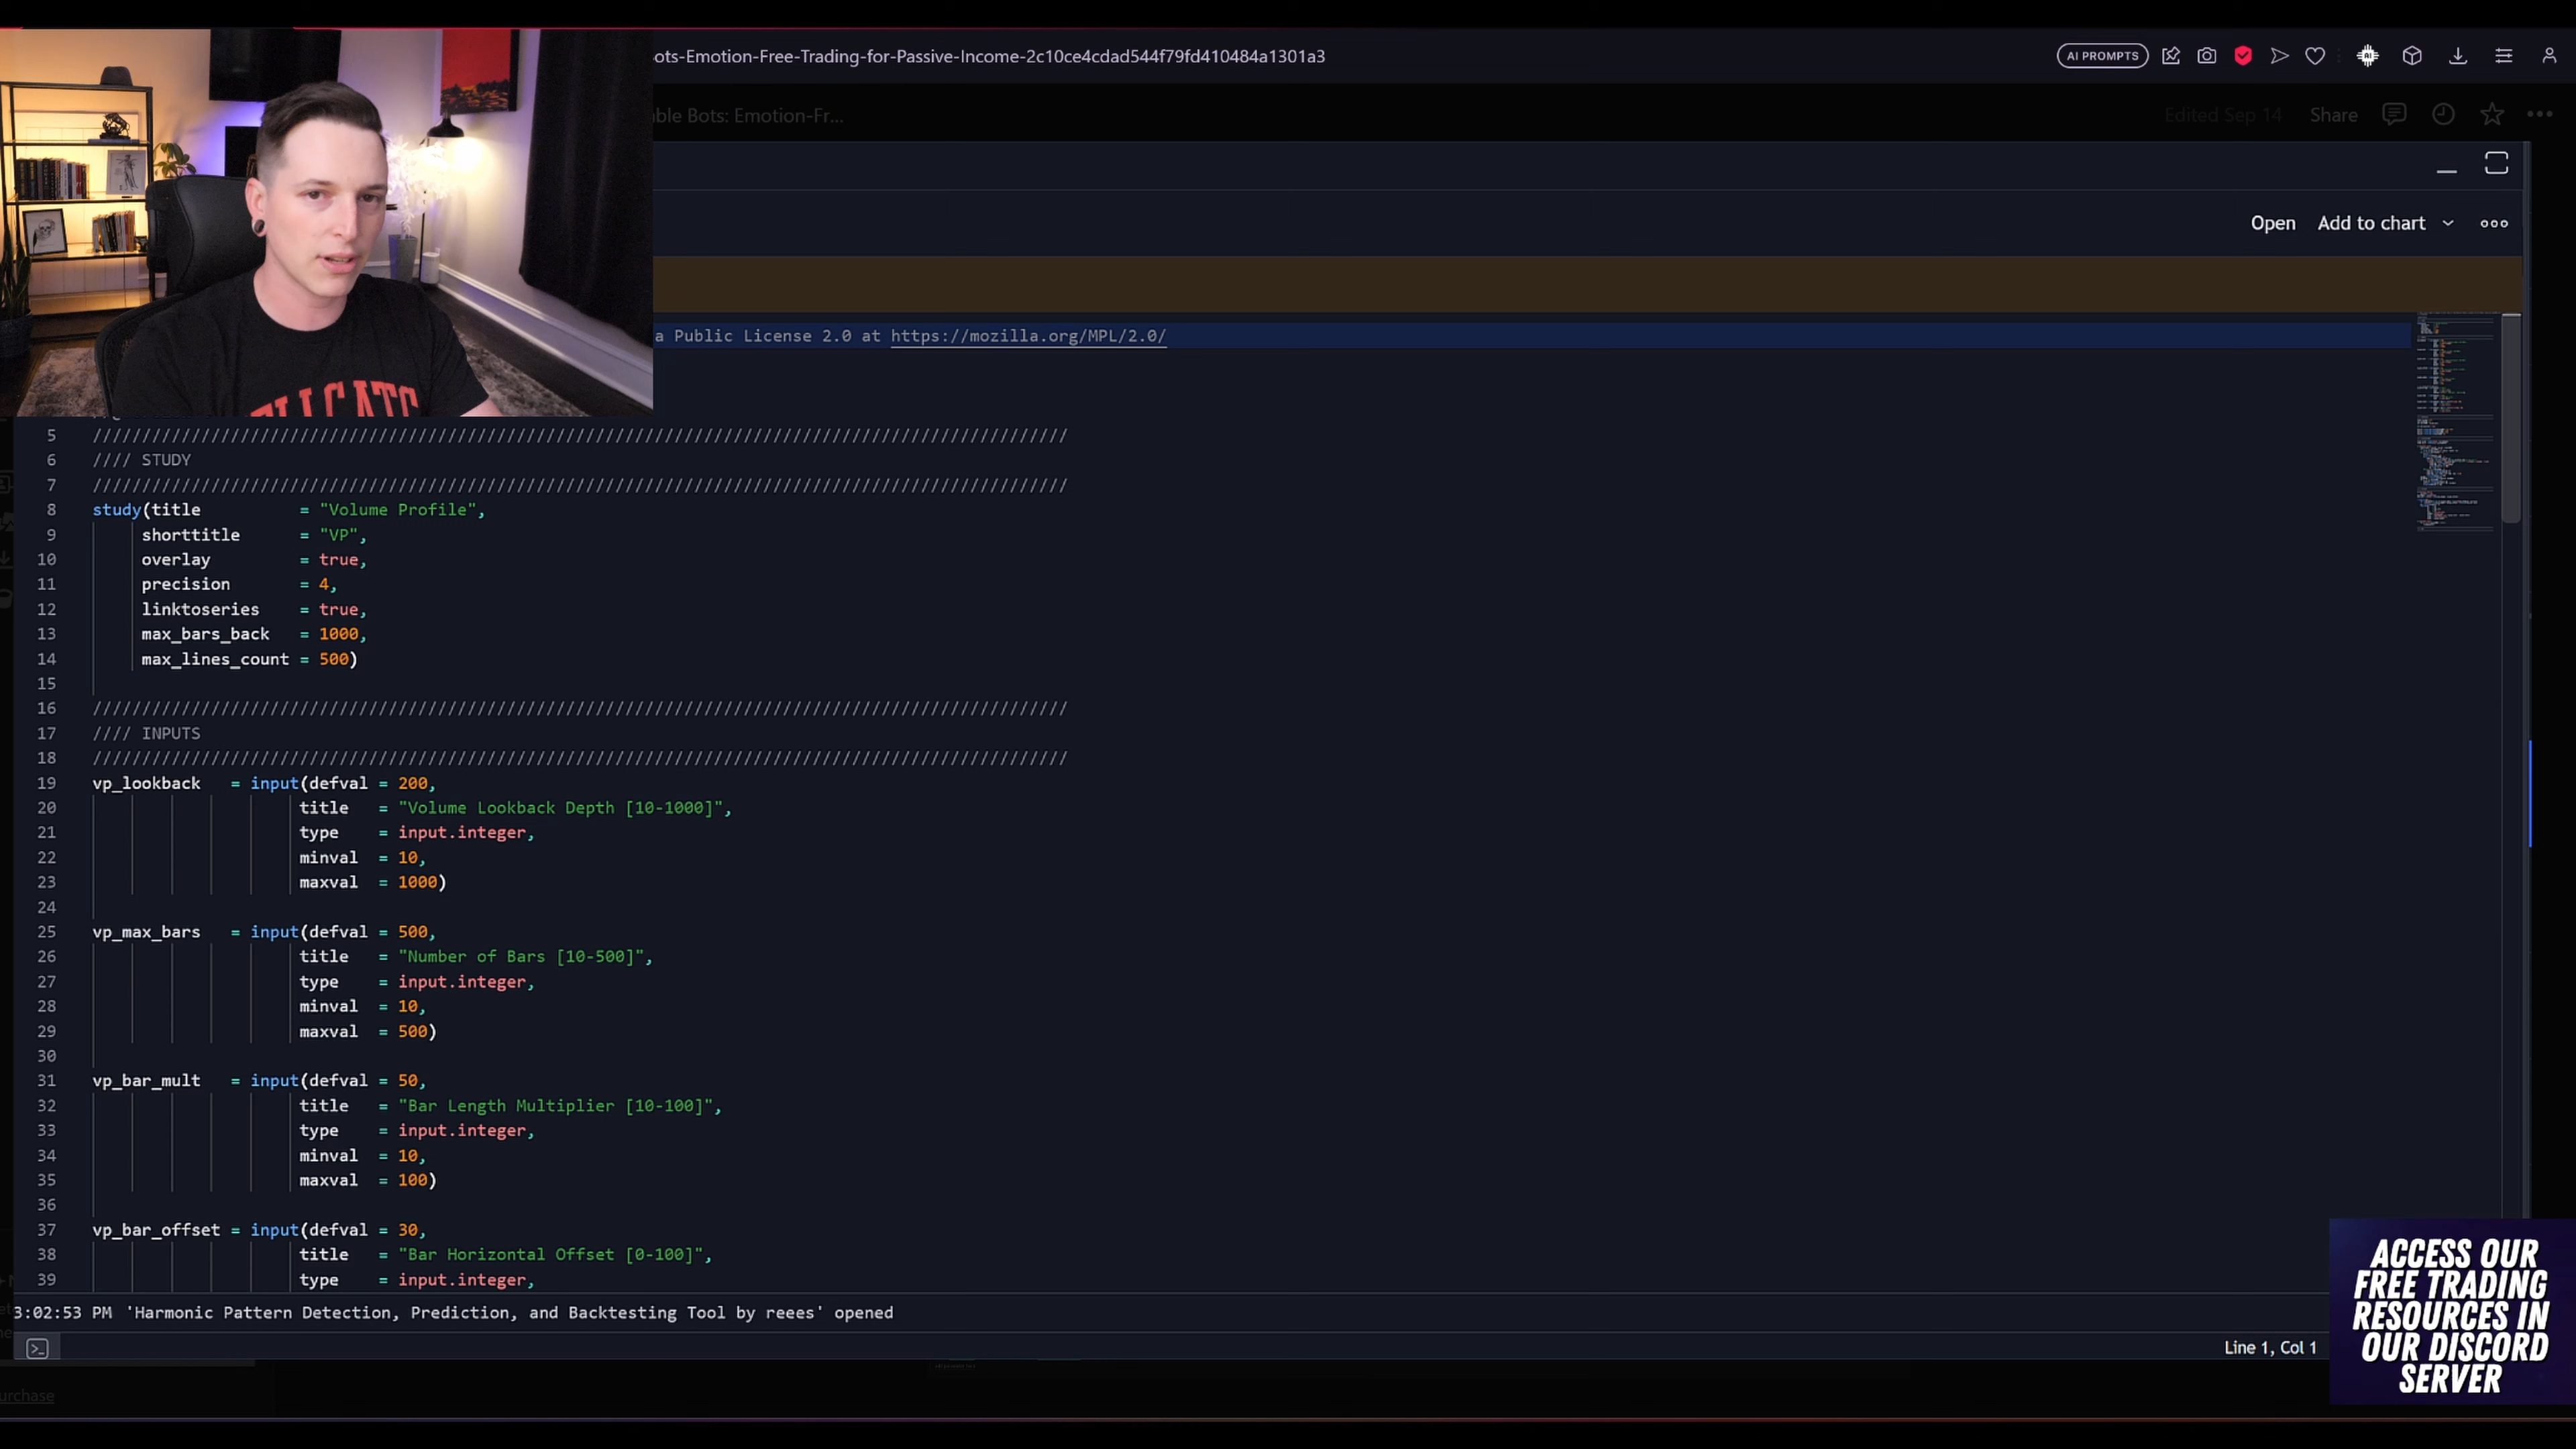 ots-Emotion-Free-Trading-for-Passive-Income-2c10ce4cdad544f79fd410484a1301a3
AI PROMPTS
ble Bots: Emotion-Fr...
Edited Sep 14
Share
Open
Add to chart
a Public License 2.0 at https://mozilla.org/MPL/2.0/
5 ///////////////////////////////////////////////////////////////////////////////////////////////////
6 //// STUDY
7 ///////////////////////////////////////////////////////////////////////////////////////////////////
8 study(title = "Volume Profile",
9 shorttitle = "VP",
10 overlay = true,
11 precision = 4,
12 linktoseries = true,
13 max_bars_back = 1000,
14 max_lines_count = 500)
15
16 ///////////////////////////////////////////////////////////////////////////////////////////////////
17 //// INPUTS
18 ///////////////////////////////////////////////////////////////////////////////////////////////////
19 vp_lookback = input(defval = 200,
20 title = "Volume Lookback Depth [10-1000]",
21 type = input.integer,
22 minval = 10,
23 maxval = 1000)
24
25 vp_max_bars = input(defval = 500,
26 title = "Number of Bars [10-500]",
27 type = input.integer,
28 minval = 10,
29 maxval = 500)
30
31 vp_bar_mult = input(defval = 50,
32 title = "Bar Length Multiplier [10-100]",
33 type = input.integer,
34 minval = 10,
35 maxval = 100)
36
37 vp_bar_offset = input(defval = 30,
38 title = "Bar Horizontal Offset [0-100]",
39 type = input.integer,
3:02:53 PM 'Harmonic Pattern Detection, Prediction, and Backtesting Tool by reees' opened
Line 1, Col 1
urchase
ACCESS OUR
FREE TRADING
RESOURCES IN
OUR DISCORD
SERVER